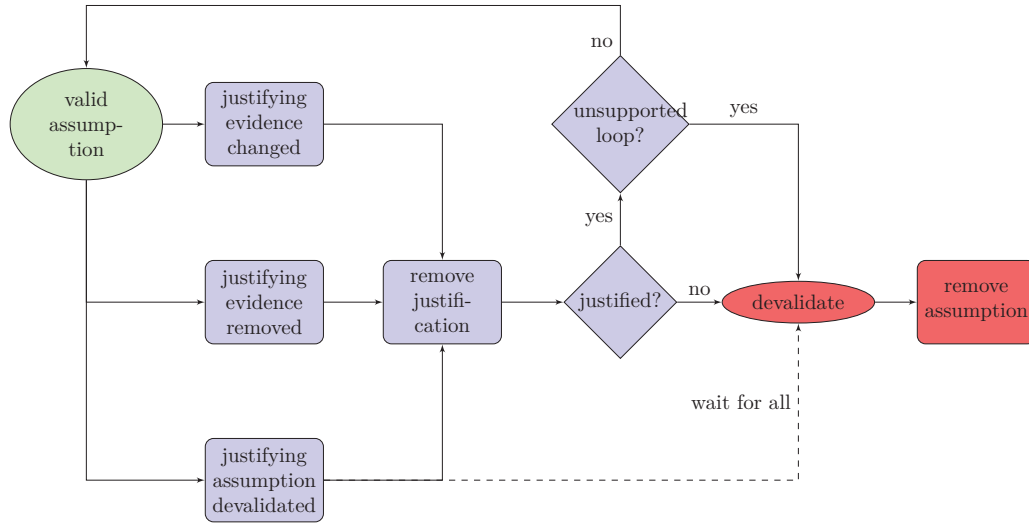 no
valid
assump-
tion
justifying
evidence
changed
unsupported
loop?
yes
yes
justifying
evidence
removed
remove
justifi-
cation
justified?
no
devalidate
remove
assumption
wait for all
justifying
assumption
devalidated